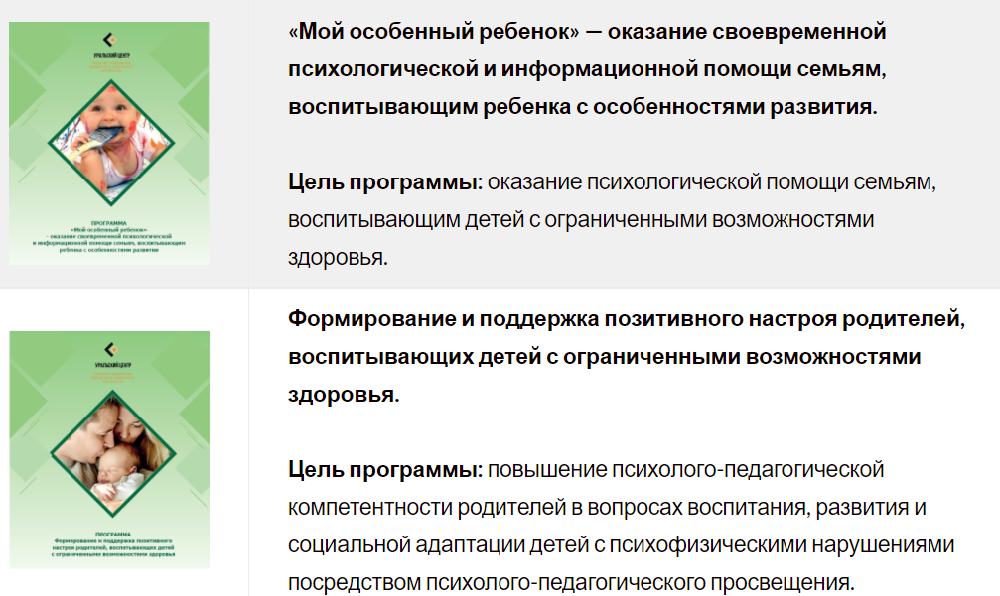 УРАЛЬСКИЙ ЦЕНТР
ПРОГРАММА
«Мой особенный ребенок»
- оказание своевременной психологической
и информационной помощи семьям, воспитывающим
ребенка с особенностями развития
«Мой особенный ребенок» — оказание своевременной
психологической и информационной помощи семьям,
воспитывающим ребенка с особенностями развития.
Цель программы: оказание психологической помощи семьям,
воспитывающим детей с ограниченными возможностями
здоровья.
УРАЛЬСКИЙ ЦЕНТР
ПРОГРАММА
Формирование и поддержка позитивного
настроя родителей, воспитывающих детей
с ограниченными возможностями здоровья
Формирование и поддержка позитивного настроя родителей,
воспитывающих детей с ограниченными возможностями
здоровья.
Цель программы: повышение психолого-педагогической
компетентности родителей в вопросах воспитания, развития и
социальной адаптации детей с психофизическими нарушениями
посредством психолого-педагогического просвещения.